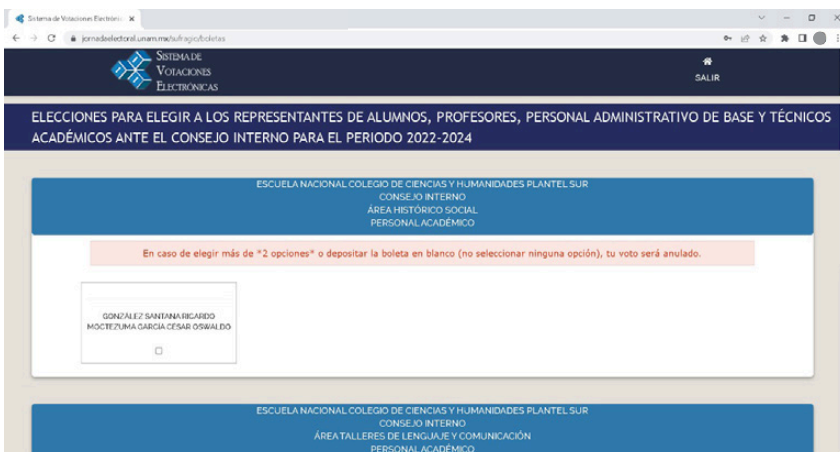 Sistema de Votaciones Electrónic
jornadaelectoral.unam.mx/sufragio/boletas
SISTEMA DE
VOTACIONES
ELECTRÓNICAS
SALIR
ELECCIONES PARA ELEGIR A LOS REPRESENTANTES DE ALUMNOS, PROFESORES, PERSONAL ADMINISTRATIVO DE BASE Y TÉCNICOS
ACADÉMICOS ANTE EL CONSEJO INTERNO PARA EL PERIODO 2022-2024
ESCUELA NACIONAL COLEGIO DE CIENCIAS Y HUMANIDADES PLANTEL SUR
CONSEJO INTERNO
ÁREA HISTÓRICO SOCIAL
PERSONAL ACADÉMICO
En caso de elegir más de *2 opciones* o depositar la boleta en blanco (no seleccionar ninguna opción), tu voto será anulado.
GONZÁLEZ SANTANA RICARDO
MOCTEZUMA GARCÍA CÉSAR OSWALDO
ESCUELA NACIONAL COLEGIO DE CIENCIAS Y HUMANIDADES PLANTEL SUR
CONSEJO INTERNO
ÁREA TALLERES DE LENGUAJE Y COMUNICACIÓN
PERSONAL ACADÉMICO